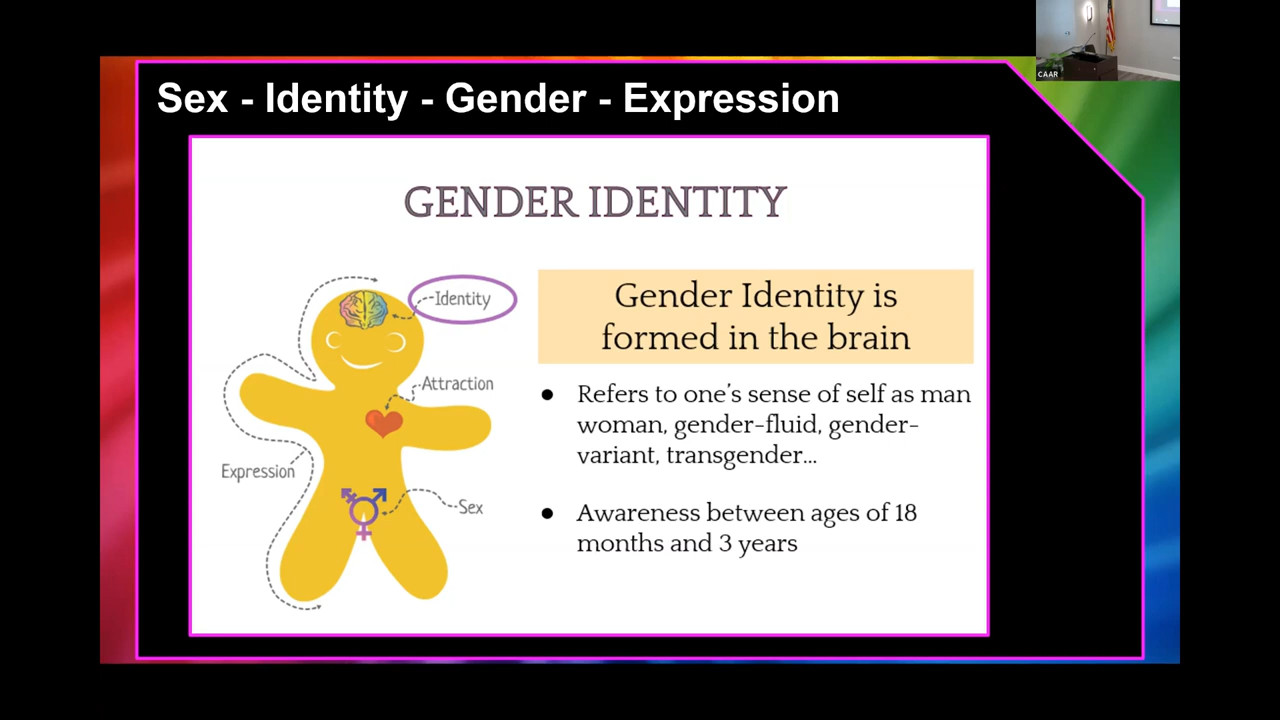 CAAR
Sex - Identity - Gender - Expression
GENDER IDENTITY
Identity
Attraction
Expression
Sex
Gender Identity is
formed in the brain
● Refers to one's sense of self as man
woman, gender-fluid, gender-
variant, transgender...
● Awareness between ages of 18
months and 3 years